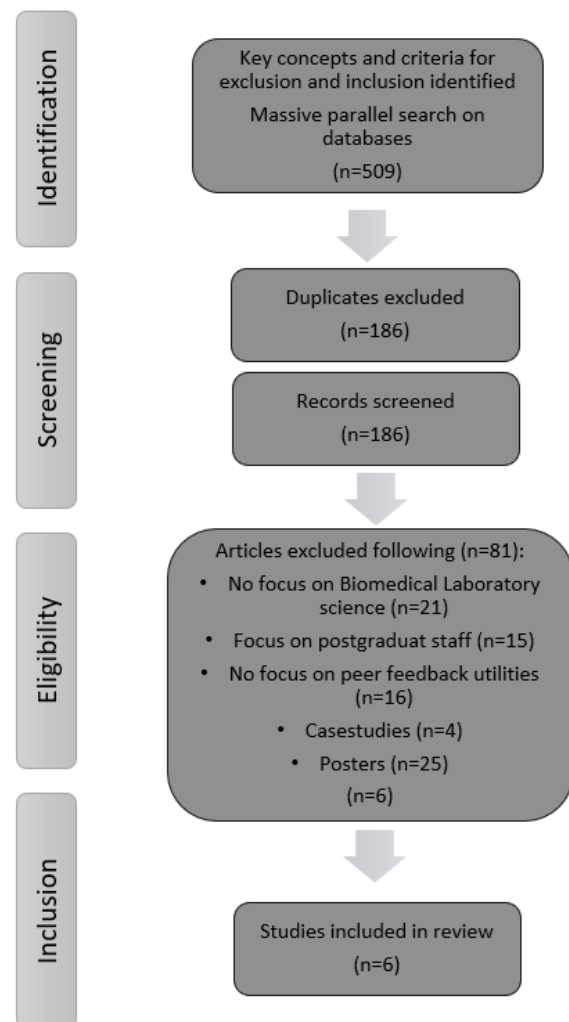 Identification
Key concepts and criteria for
exclusion and inclusion identified
Massive parallel search on
databases
(n=509)
Screening
Duplicates excluded
(n=186)
Records screened
(n=186)
Eligibility
Articles excluded following (n=81):
• No focus on Biomedical Laboratory
science (n=21)
• Focus on postgraduat staff (n=15)
• No focus on peer feedback utilities
(n=16)
• Casestudies (n=4)
• Posters (n=25)
(n=6)
Inclusion
Studies included in review
(n=6)